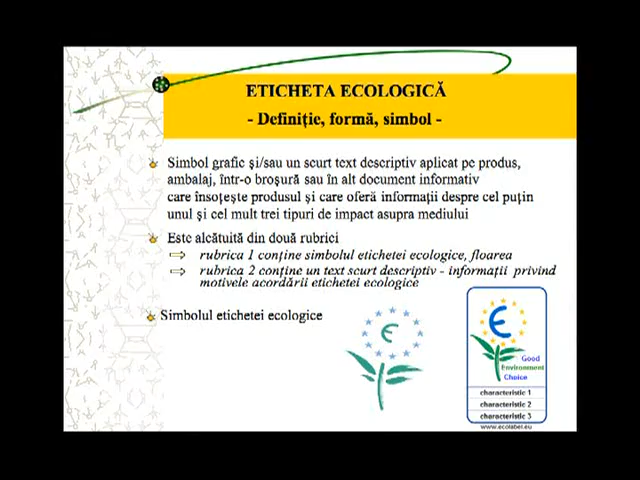 ETICHETA ECOLOGICĂ
- Definiţie, formă, simbol -
Simbol grafic şi/sau un scurt text descriptiv aplicat pe produs,
ambalaj, într-o broşură sau în alt document informativ
care însoţeşte produsul şi care oferă informaţii despre cel puţin
unul şi cel mult trei tipuri de impact asupra mediului
Este alcătuită din două rubrici
rubrica 1 conţine simbolul etichetei ecologice, floarea
rubrica 2 conţine un text scurt descriptiv - informaţii privind
motivele acordării etichetei ecologice
Simbolul etichetei ecologice
Good
Environment
Choice
characteristic 1
characteristic 2
characteristic 3
www.ecolabel.eu